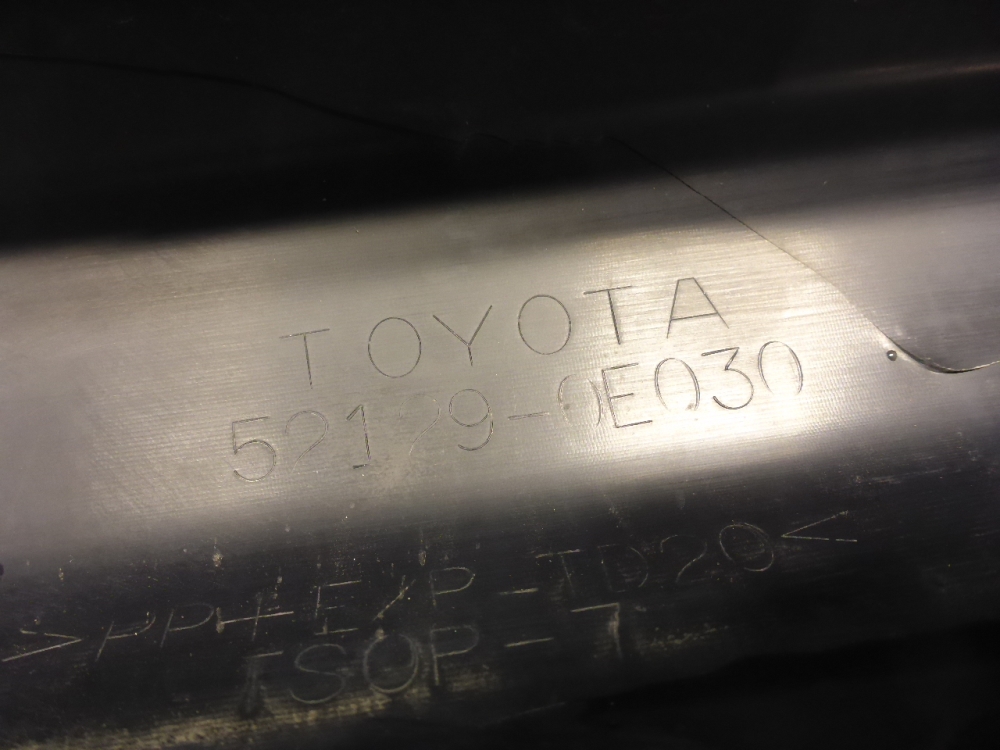 TOYOTA
52129-0E030
>PP+E/P-TD20<
TSOP-7